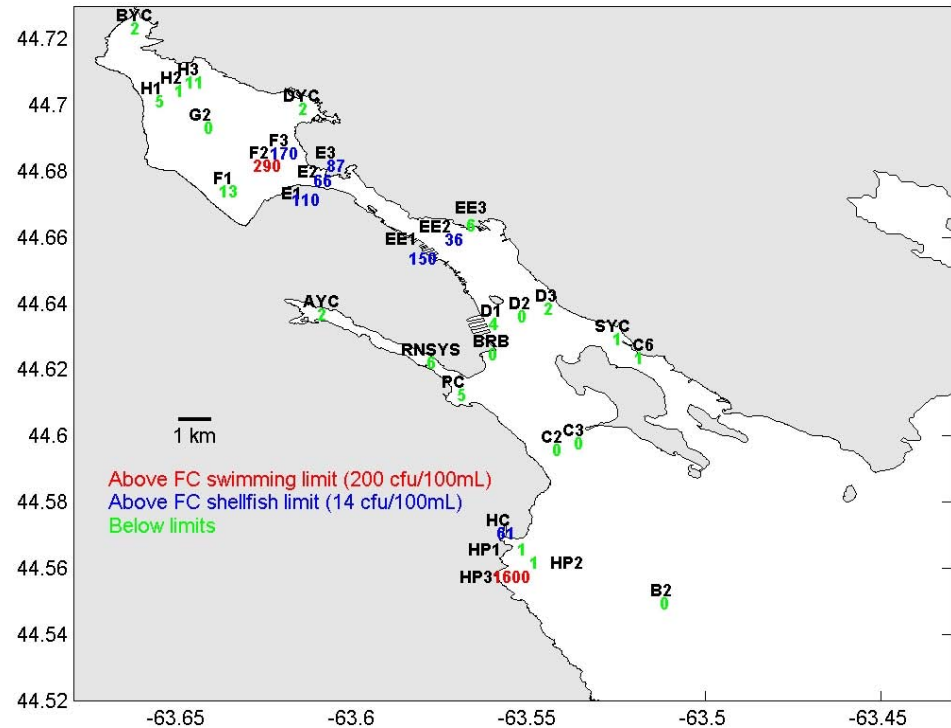 BYC
2
44.72
H3
H2 11
H1 1
5
44.7
DYC
2
G2
0
F3
F2 170 E3
290 87
44.68
E2
66
F1
13
E1
110
EE3
6
EE2
36
EE1
150
44.66
44.64
AYC
2
D3
D2 2
D1 0
4
SYC
1 C6
1
BRB
0
RNSYS
6
44.62
PC
5
1 km
44.6
C3
C2 0
0
Above FC swimming limit (200 cfu/100mL)
Above FC shellfish limit (14 cfu/100mL)
Below limits
44.58
HC
61
HP1 1
1 HP2
44.56
HP3 1600
B2
0
44.54
44.52
-63.65 -63.6 -63.55 -63.5 -63.45